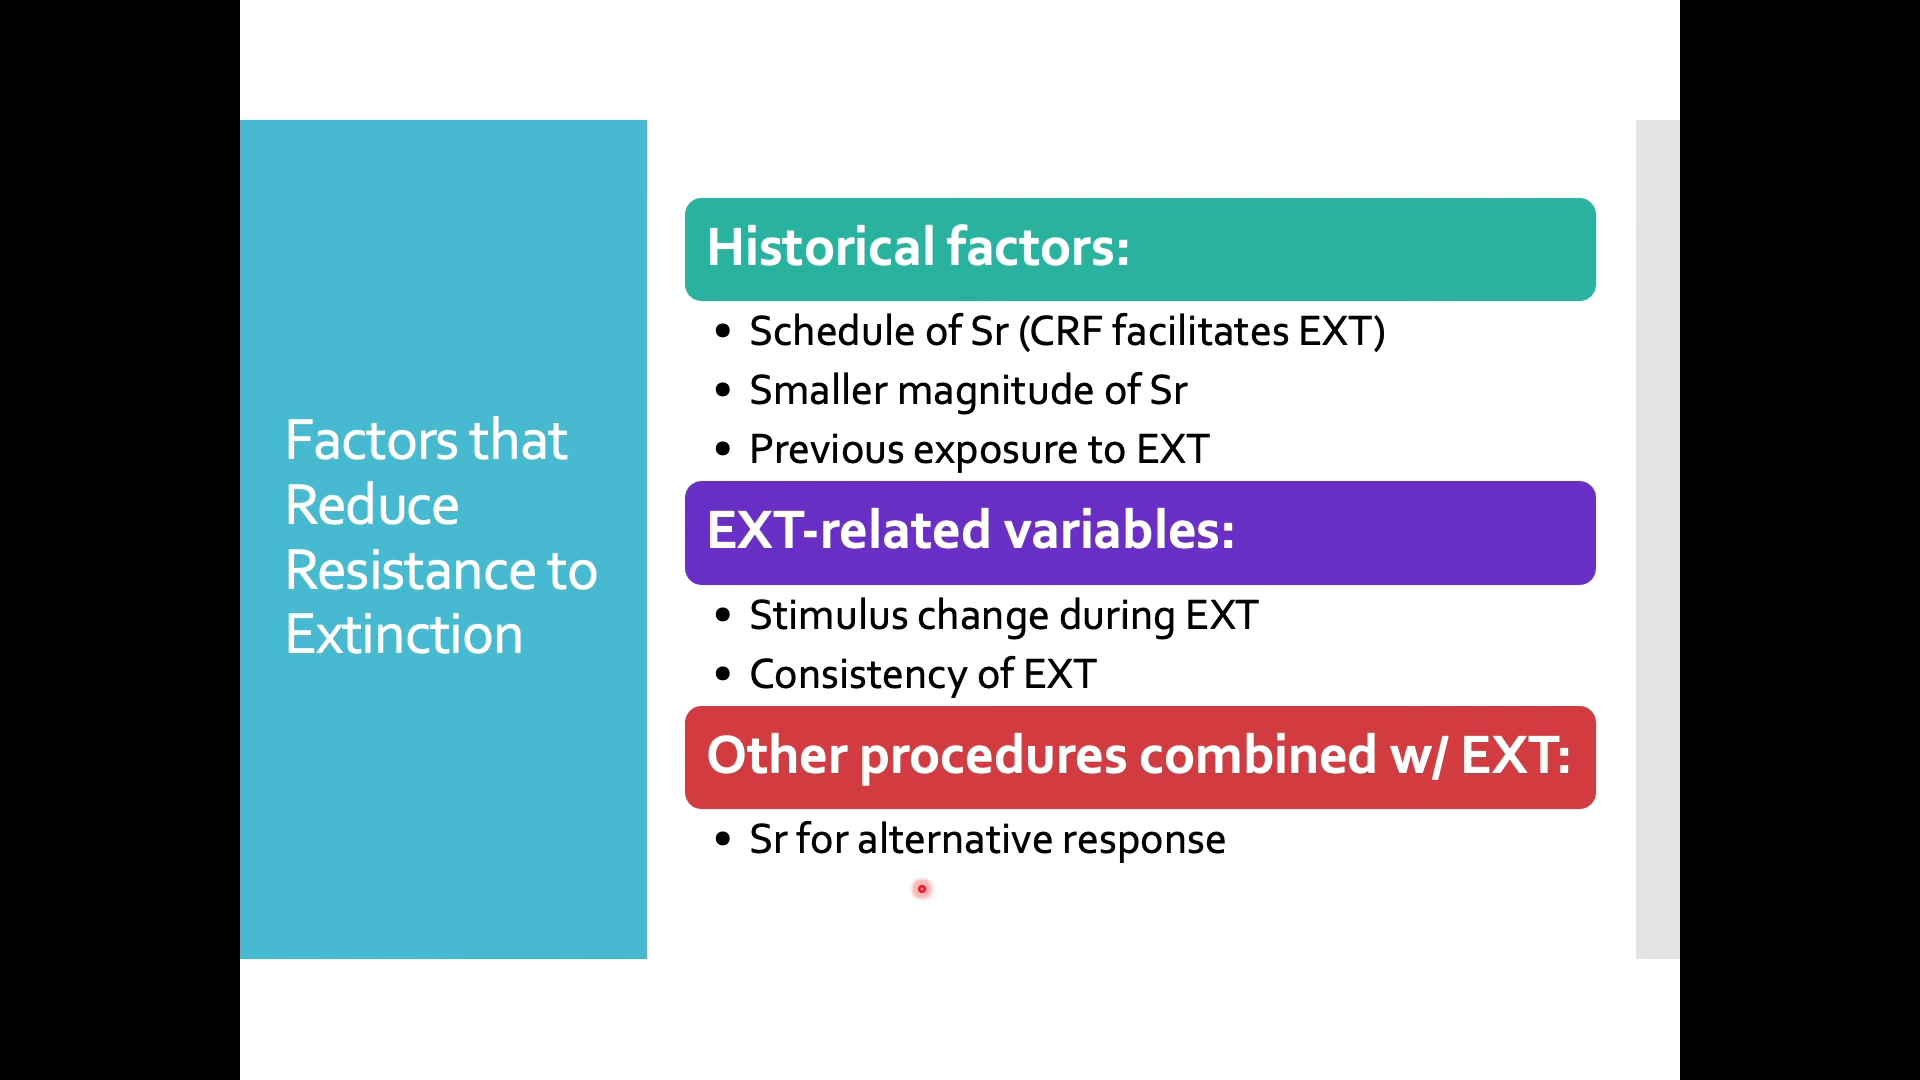 Factors that
Reduce
Resistance to
Extinction
Historical factors:
• Schedule of Sr (CRF facilitates EXT)
• Smaller magnitude of Sr
• Previous exposure to EXT
EXT-related variables:
• Stimulus change during EXT
• Consistency of EXT
Other procedures combined w/ EXT:
• Sr for alternative response